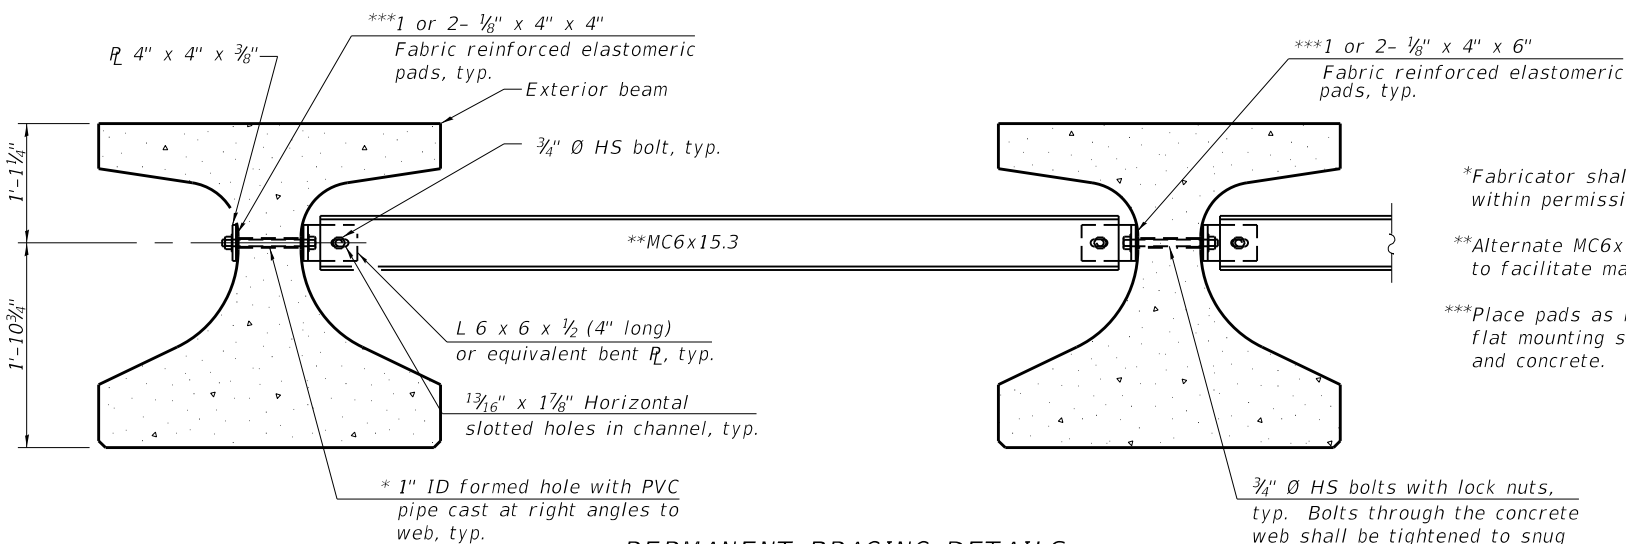 ***1 or 2- 1/8" x 4" x 4"
Fabric reinforced elastomeric
pads, typ.
PL 4" x 4" x 3/8"
Exterior beam
3/4" Ø HS bolt, typ.
1'-1 1/4"
1'-10 3/4"
**MC6x15.3
L 6 x 6 x 1/2 (4" long)
or equivalent bent PL, typ.
13/16" x 1 7/8" Horizontal
slotted holes in channel, typ.
* 1" ID formed hole with PVC
pipe cast at right angles to
web, typ.
***1 or 2- 1/8" x 4" x 6"
Fabric reinforced elastomeric
pads, typ.
*Fabricator
within
**Alternate MC6x
to facilitate
***Place pads as
flat mounting
and concrete.
3/4" Ø HS bolts with lock nuts,
typ. Bolts through the concrete
web shall be tightened to snug
PERMANENT BRACING DETAILS